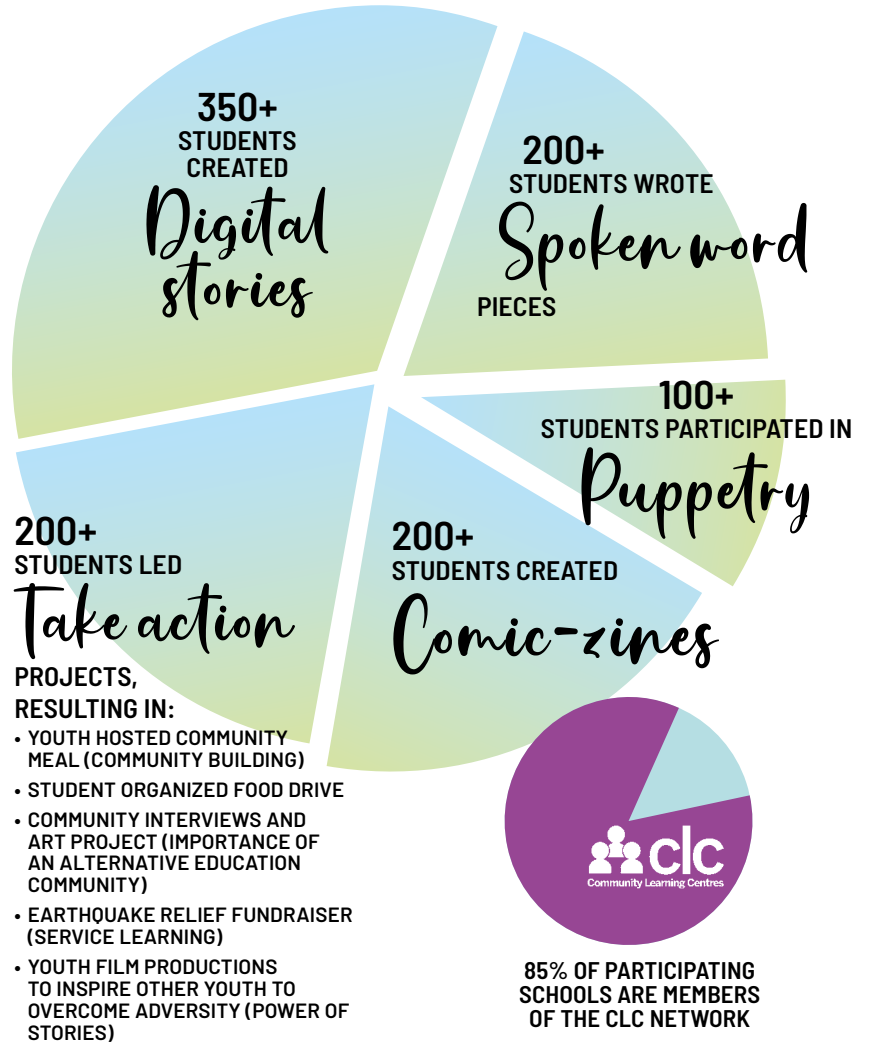 350+
STUDENTS
CREATED
Digital
stories
200+
STUDENTS WROTE
Spoken word
PIECES
100+
STUDENTS PARTICIPATED IN
Puppetry
200+
STUDENTS LED
Take action
PROJECTS,
RESULTING IN:
• YOUTH HOSTED COMMUNITY
MEAL (COMMUNITY BUILDING)
• STUDENT ORGANIZED FOOD DRIVE
• COMMUNITY INTERVIEWS AND
ART PROJECT (IMPORTANCE OF
AN ALTERNATIVE EDUCATION
COMMUNITY)
• EARTHQUAKE RELIEF FUNDRAISER
(SERVICE LEARNING)
• YOUTH FILM PRODUCTIONS
TO INSPIRE OTHER YOUTH TO
OVERCOME ADVERSITY (POWER OF
STORIES)
200+
STUDENTS CREATED
Comic-zines
clc
Community Learning Centres
85% OF PARTICIPATING
SCHOOLS ARE MEMBERS
OF THE CLC NETWORK